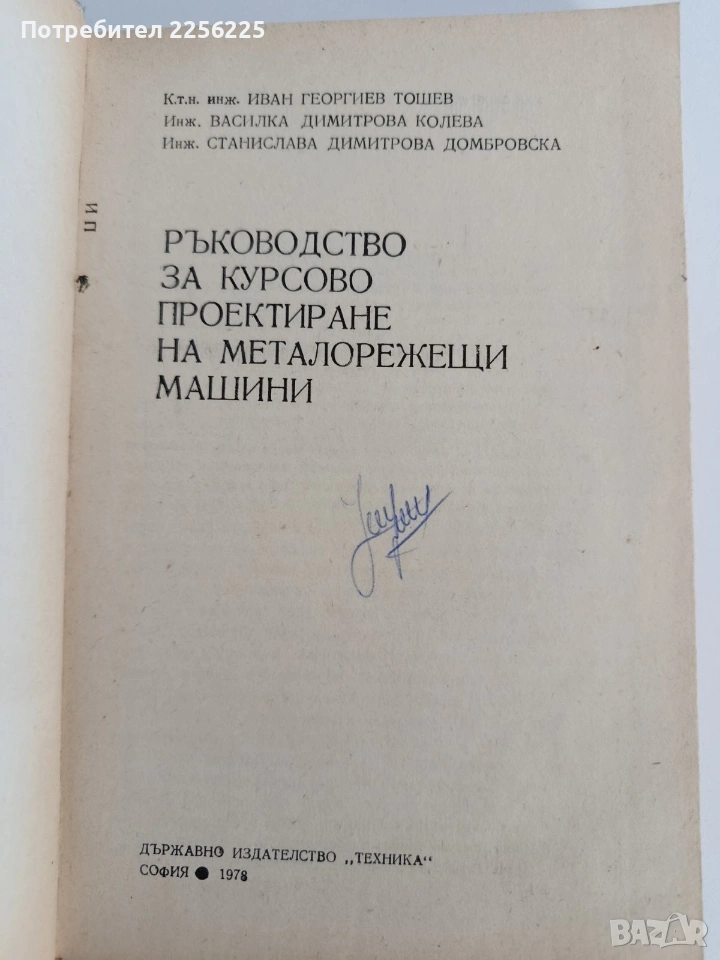 Потребител 2256225
К.т.н. инж. ИВАН ГЕОРГИЕВ ТОШЕВ
Инж. ВАСИЛКА ДИМИТРОВА КОЛЕВА
Инж. СТАНИСЛАВА ДИМИТРОВА ДОМБРОВСКА
РЪКОВОДСТВО
ЗА КУРСОВО
ПРОЕКТИРАНЕ
НА МЕТАЛОРЕЖЕЩИ
МАШИНИ
ДЪРЖАВНО ИЗДАТЕЛСТВО „ТЕХНИКА“
СОФИЯ ● 1978
BAZAR